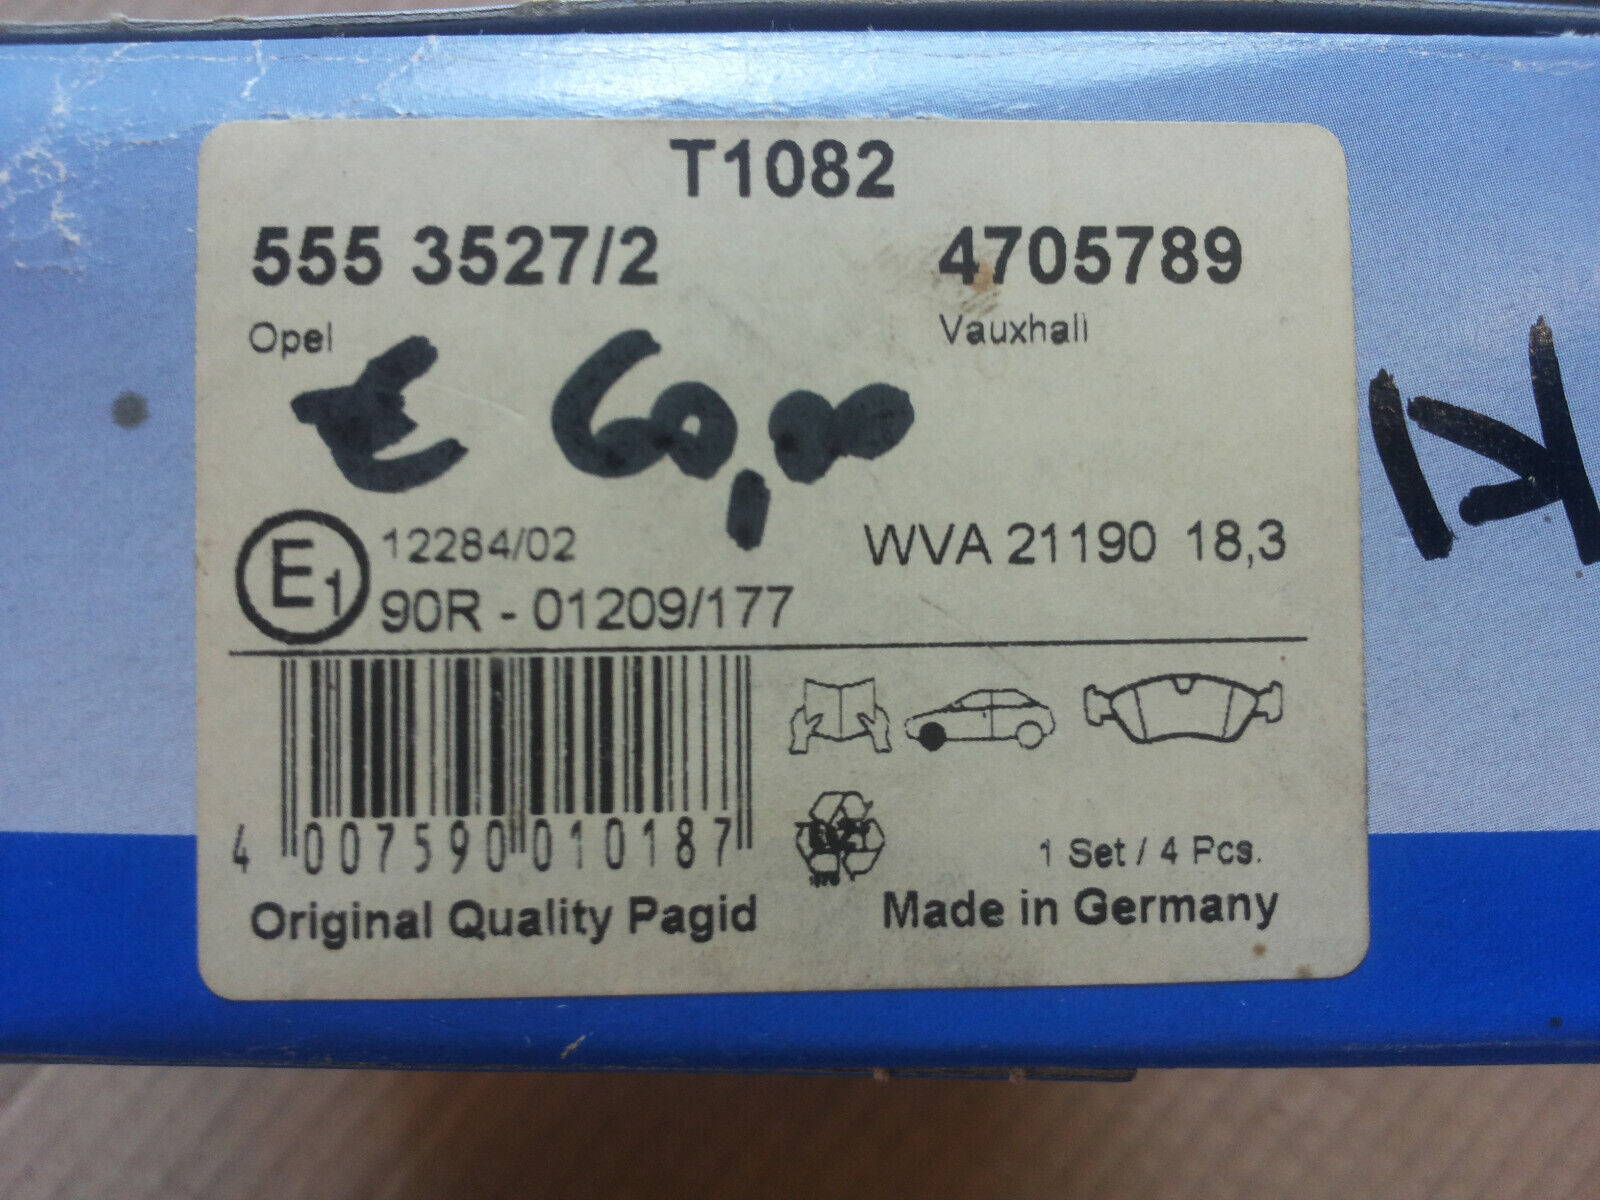 T1082
555 3527/2 4705789
Opel Vauxhall
€ 60,00
E1 12284/02 WVA 21190 18,3
90R - 01209/177
4 007590 010187
1 Set / 4 Pcs.
Original Quality Pagid Made in Germany